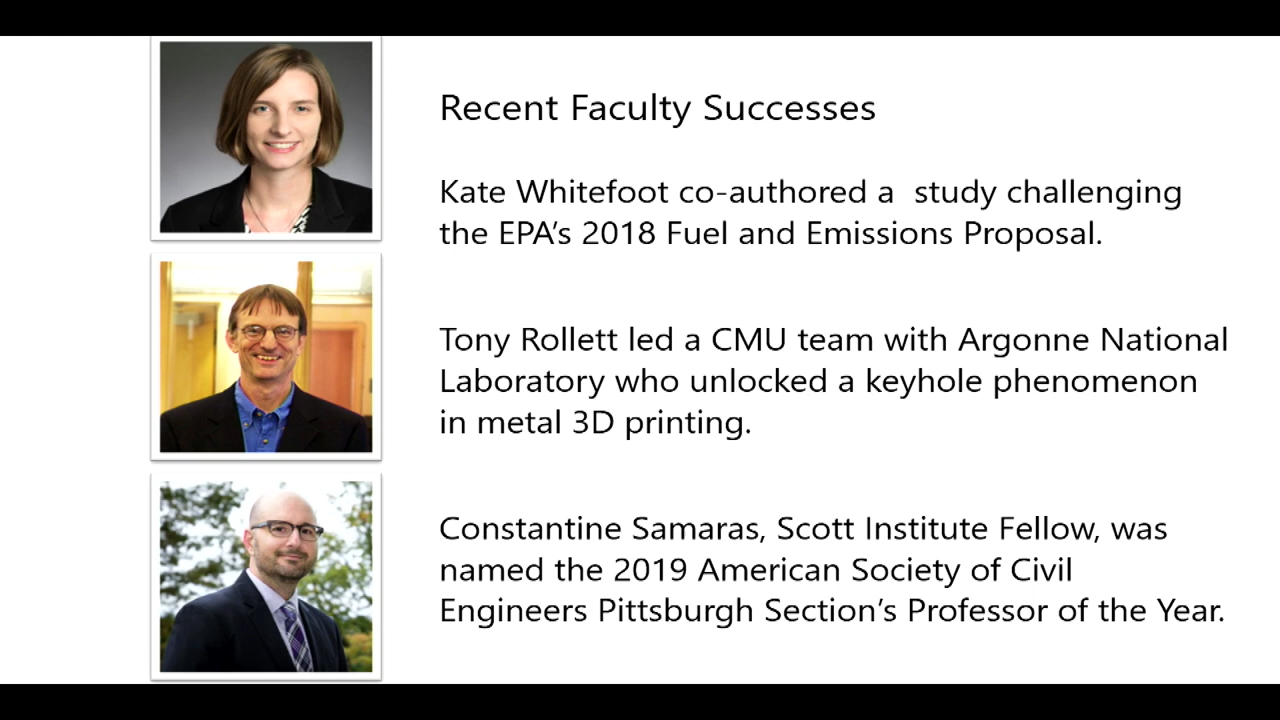 Recent Faculty Successes
Kate Whitefoot co-authored a  study challenging
the EPA’s 2018 Fuel and Emissions Proposal.
Tony Rollett led a CMU team with Argonne National
Laboratory who unlocked a keyhole phenomenon
in metal 3D printing.
Constantine Samaras, Scott Institute Fellow, was
named the 2019 American Society of Civil
Engineers Pittsburgh Section’s Professor of the Year.